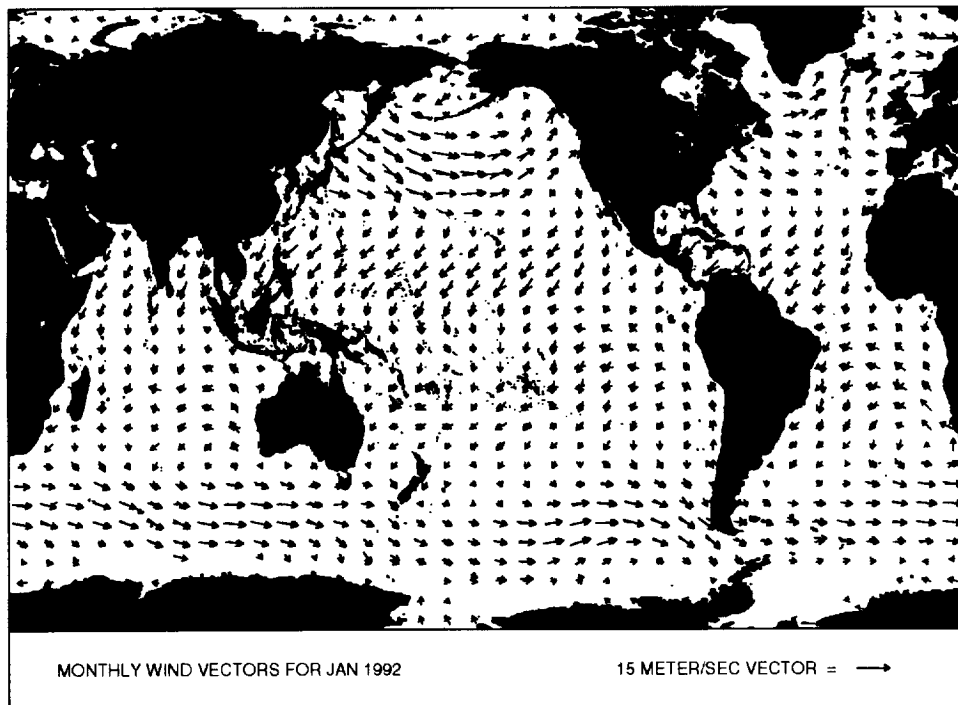 MONTHLY WIND VECTORS FOR JAN 1992
15 METER/SEC VECTOR =